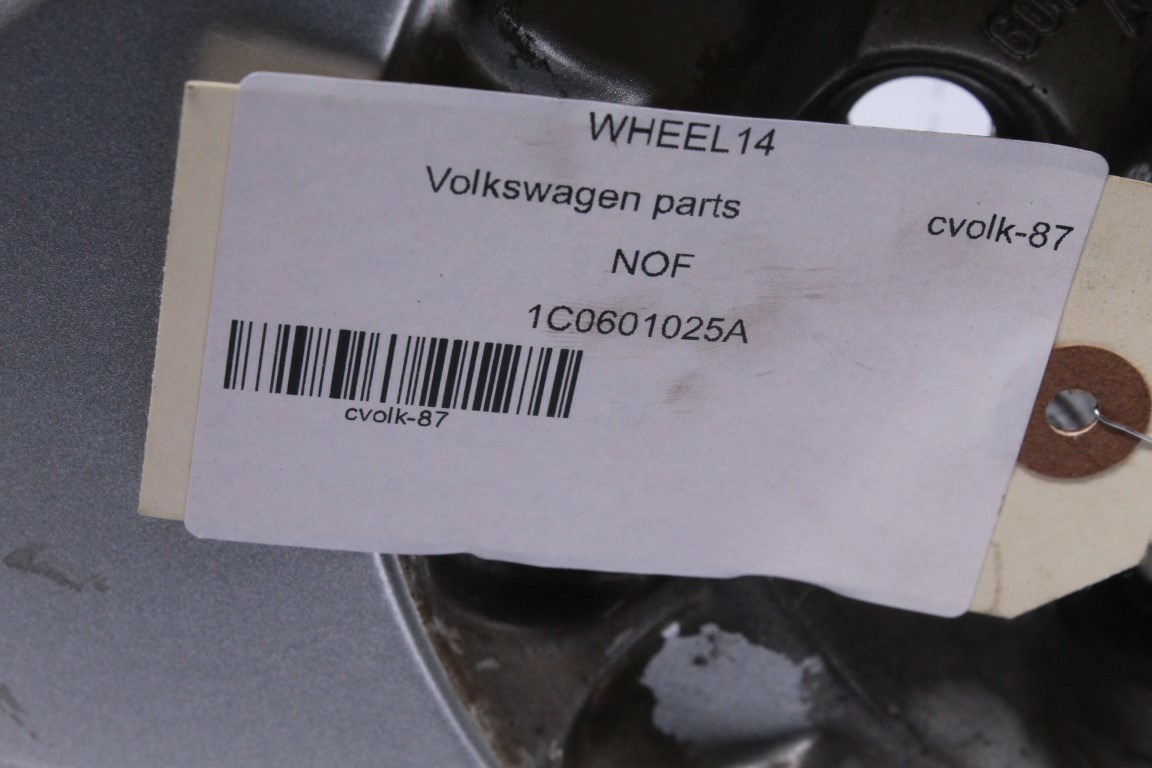 WHEEL14
Volkswagen parts
cvolk-87
NOF
1C0601025A
cvolk-87